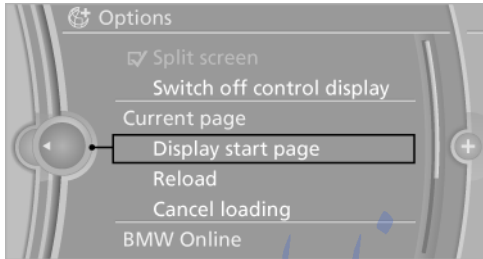 Options
Split screen
Switch off control display
Current page
Display start page
Reload
Cancel loading
BMW Online